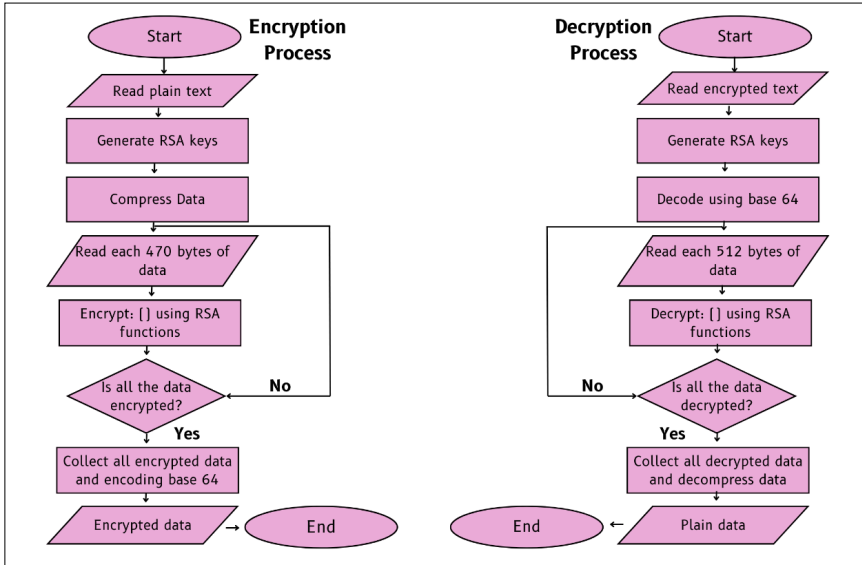 Encryption
Process
Start
Read plain text
Generate RSA keys
Compress Data
Read each 470 bytes of
data
Encrypt: [ ] using RSA
functions
Is all the data
encrypted?
No
Yes
Collect all encrypted data
and encoding base 64
Encrypted data
End
Decryption
Process
Start
Read encrypted text
Generate RSA keys
Decode using base 64
Read each 512 bytes of
data
Decrypt: [ ] using RSA
functions
Is all the data
decrypted?
No
Yes
Collect all decrypted data
and decompress data
Plain data
End